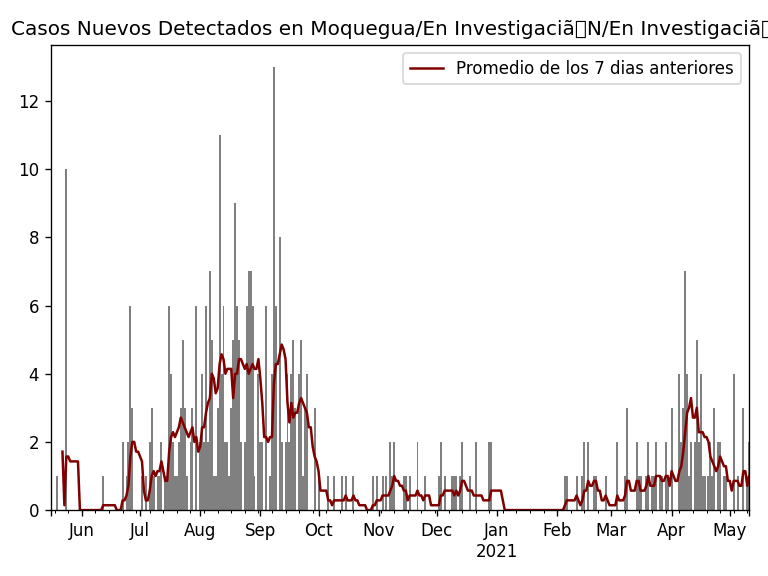 Casos Nuevos Detectados en Moquegua/En Investigaciã▯N/En Investigaciã▯
Promedio de los 7 dias anteriores
12
10
8
6
4
2
0
Jun Jul Aug Sep Oct Nov Dec Jan Feb Mar Apr May
2021